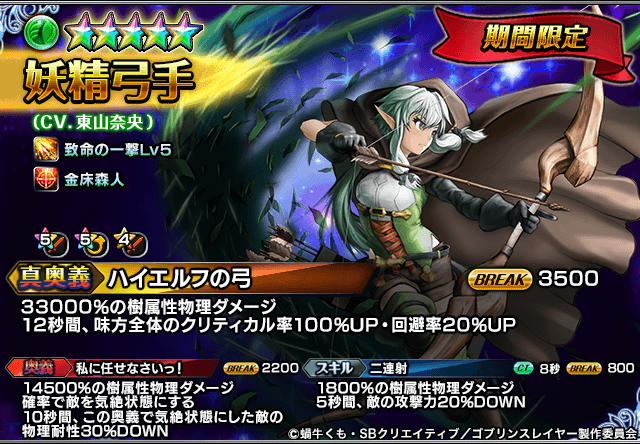 期間限定
妖精弓手
(CV.東山奈央)
致命の一撃Lv5
金床森人
5 5 4
真奥義 ハイエルフの弓 BREAK 3500
33000%の樹属性物理ダメージ
12秒間、味方全体のクリティカル率100%UP・回避率20%UP
奥義 私に任せなさいっ! BREAK 2200
14500%の樹属性物理ダメージ
確率で敵を気絶状態にする
10秒間、この奥義で気絶状態にした敵の
物理耐性30%DOWN
スキル 二連射 CT 8秒 BREAK 800
1800%の樹属性物理ダメージ
5秒間、敵の攻撃力20%DOWN
©蝸牛くも・SBクリエイティブ/ゴブリンスレイヤー製作委員会